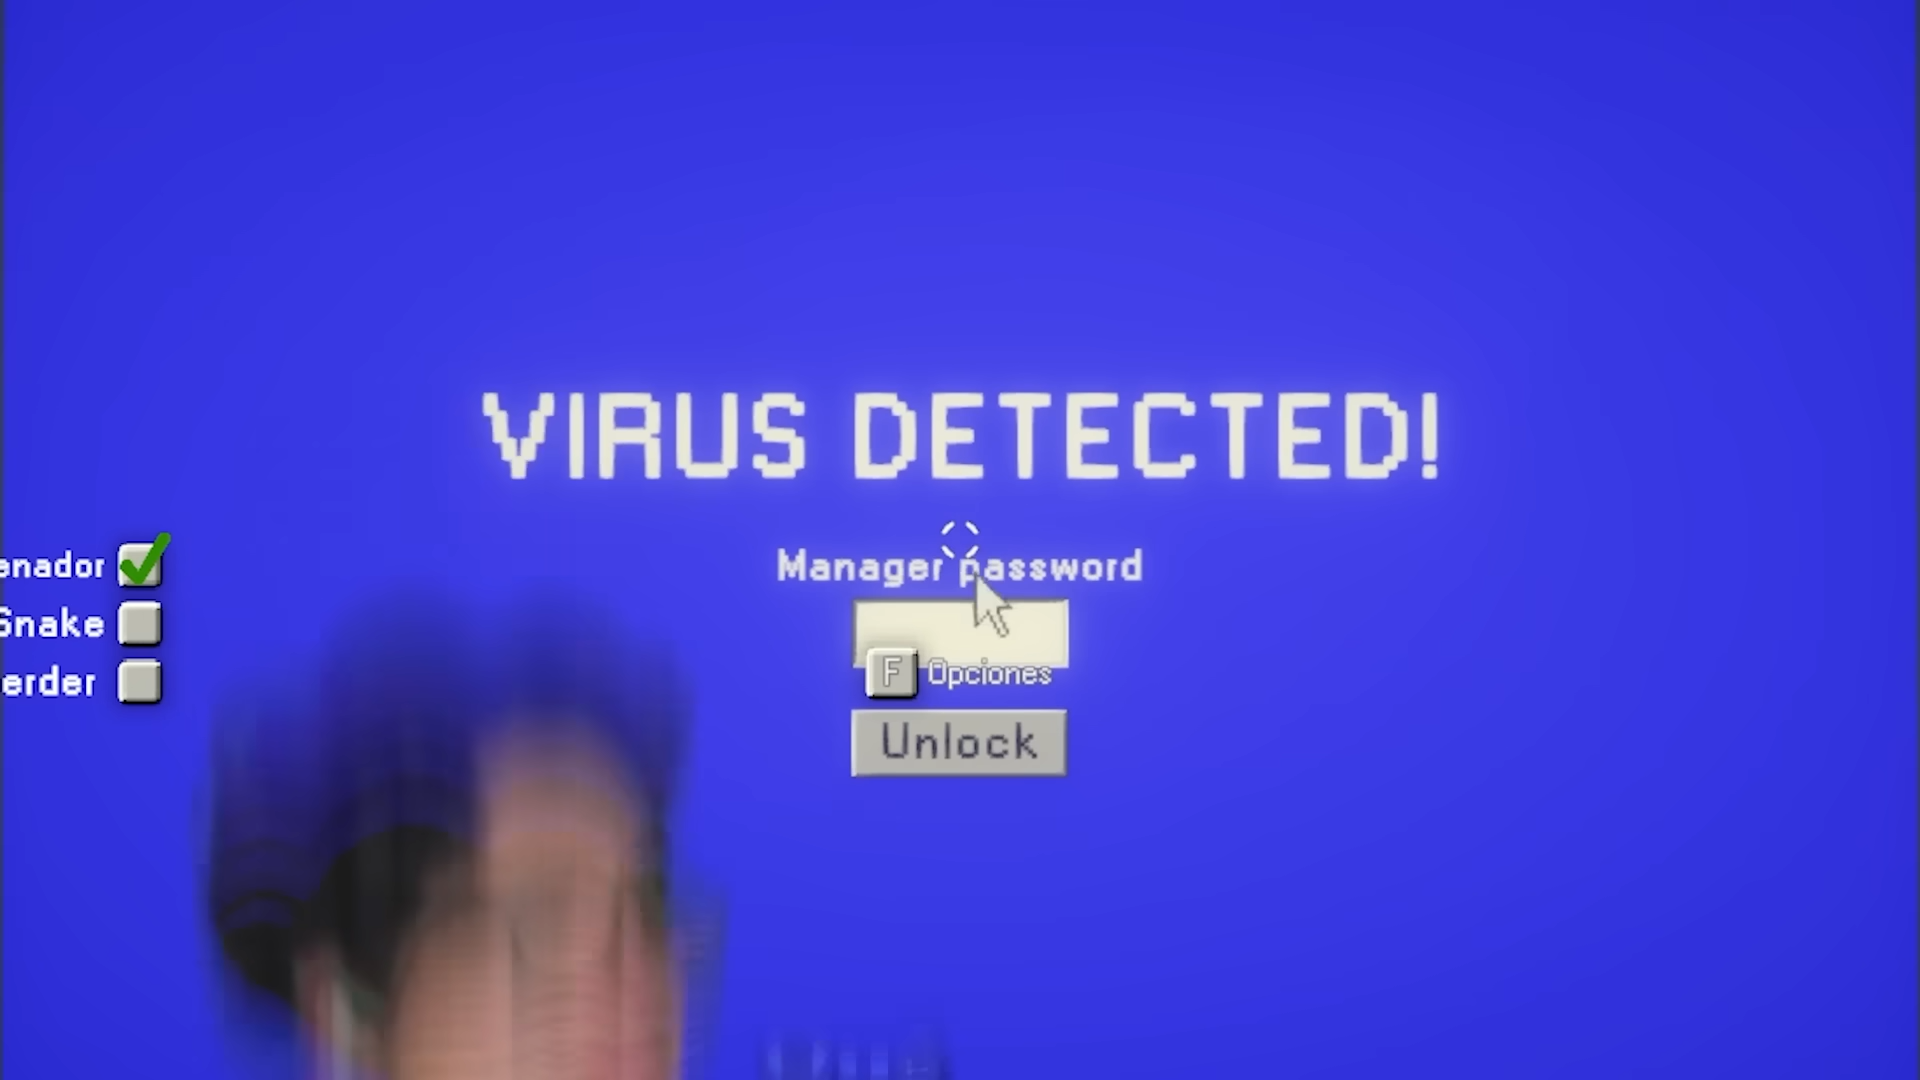 VIRUS DETECTED!
Manager password
F Opciones
Unlock
enador
Snake
erder